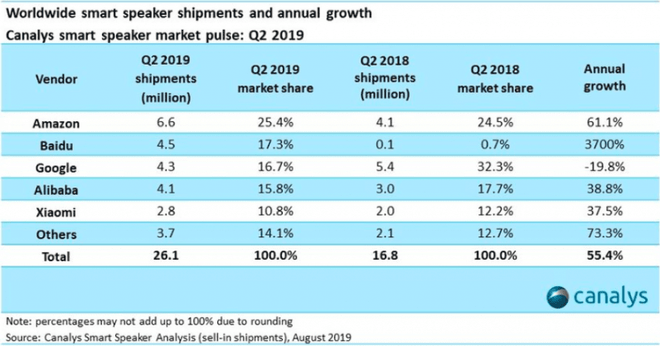 Worldwide smart speaker shipments and annual growth
Canalys smart speaker market pulse: Q2 2019
Vendor Q2 2019 shipments (million) Q2 2019 market share Q2 2018 shipments (million) Q2 2018 market share Annual growth
Amazon 6.6 25.4% 4.1 24.5% 61.1%
Baidu 4.5 17.3% 0.1 0.7% 3700%
Google 4.3 16.7% 5.4 32.3% -19.8%
Alibaba 4.1 15.8% 3.0 17.7% 38.8%
Xiaomi 2.8 10.8% 2.0 12.2% 37.5%
Others 3.7 14.1% 2.1 12.7% 73.3%
Total 26.1 100.0% 16.8 100.0% 55.4%
canalys
Note: percentages may not add up to 100% due to rounding
Source: Canalys Smart Speaker Analysis (sell-in shipments), August 2019